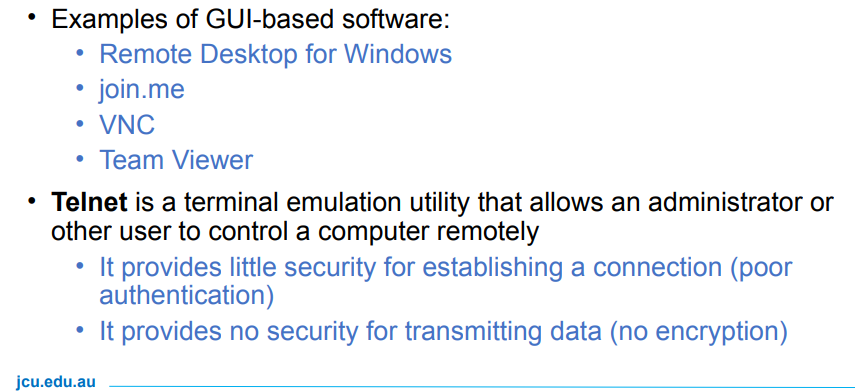 • Examples of GUI-based software:
• Remote Desktop for Windows
• join.me
• VNC
• Team Viewer
• Telnet is a terminal emulation utility that allows an administrator or
other user to control a computer remotely
• It provides little security for establishing a connection (poor
authentication)
• It provides no security for transmitting data (no encryption)
jcu.edu.au